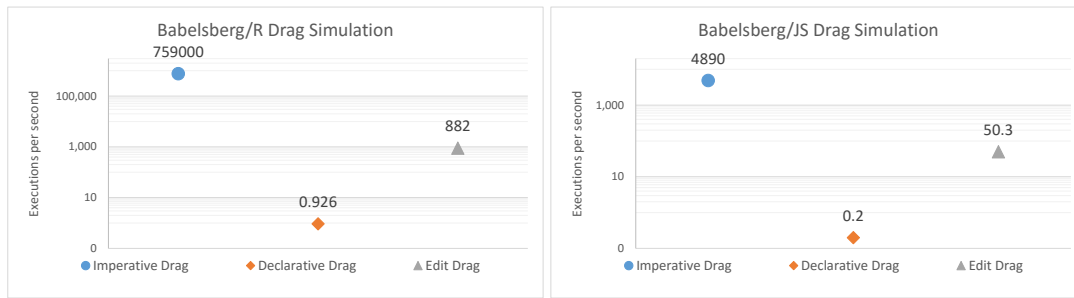 Babelsberg/R Drag Simulation
759000
100,000
882
1,000
0.926
10
0
Executions per second
Imperative Drag
Declarative Drag
Edit Drag
Babelsberg/JS Drag Simulation
4890
1,000
50.3
10
0.2
0
Executions per second
Imperative Drag
Declarative Drag
Edit Drag